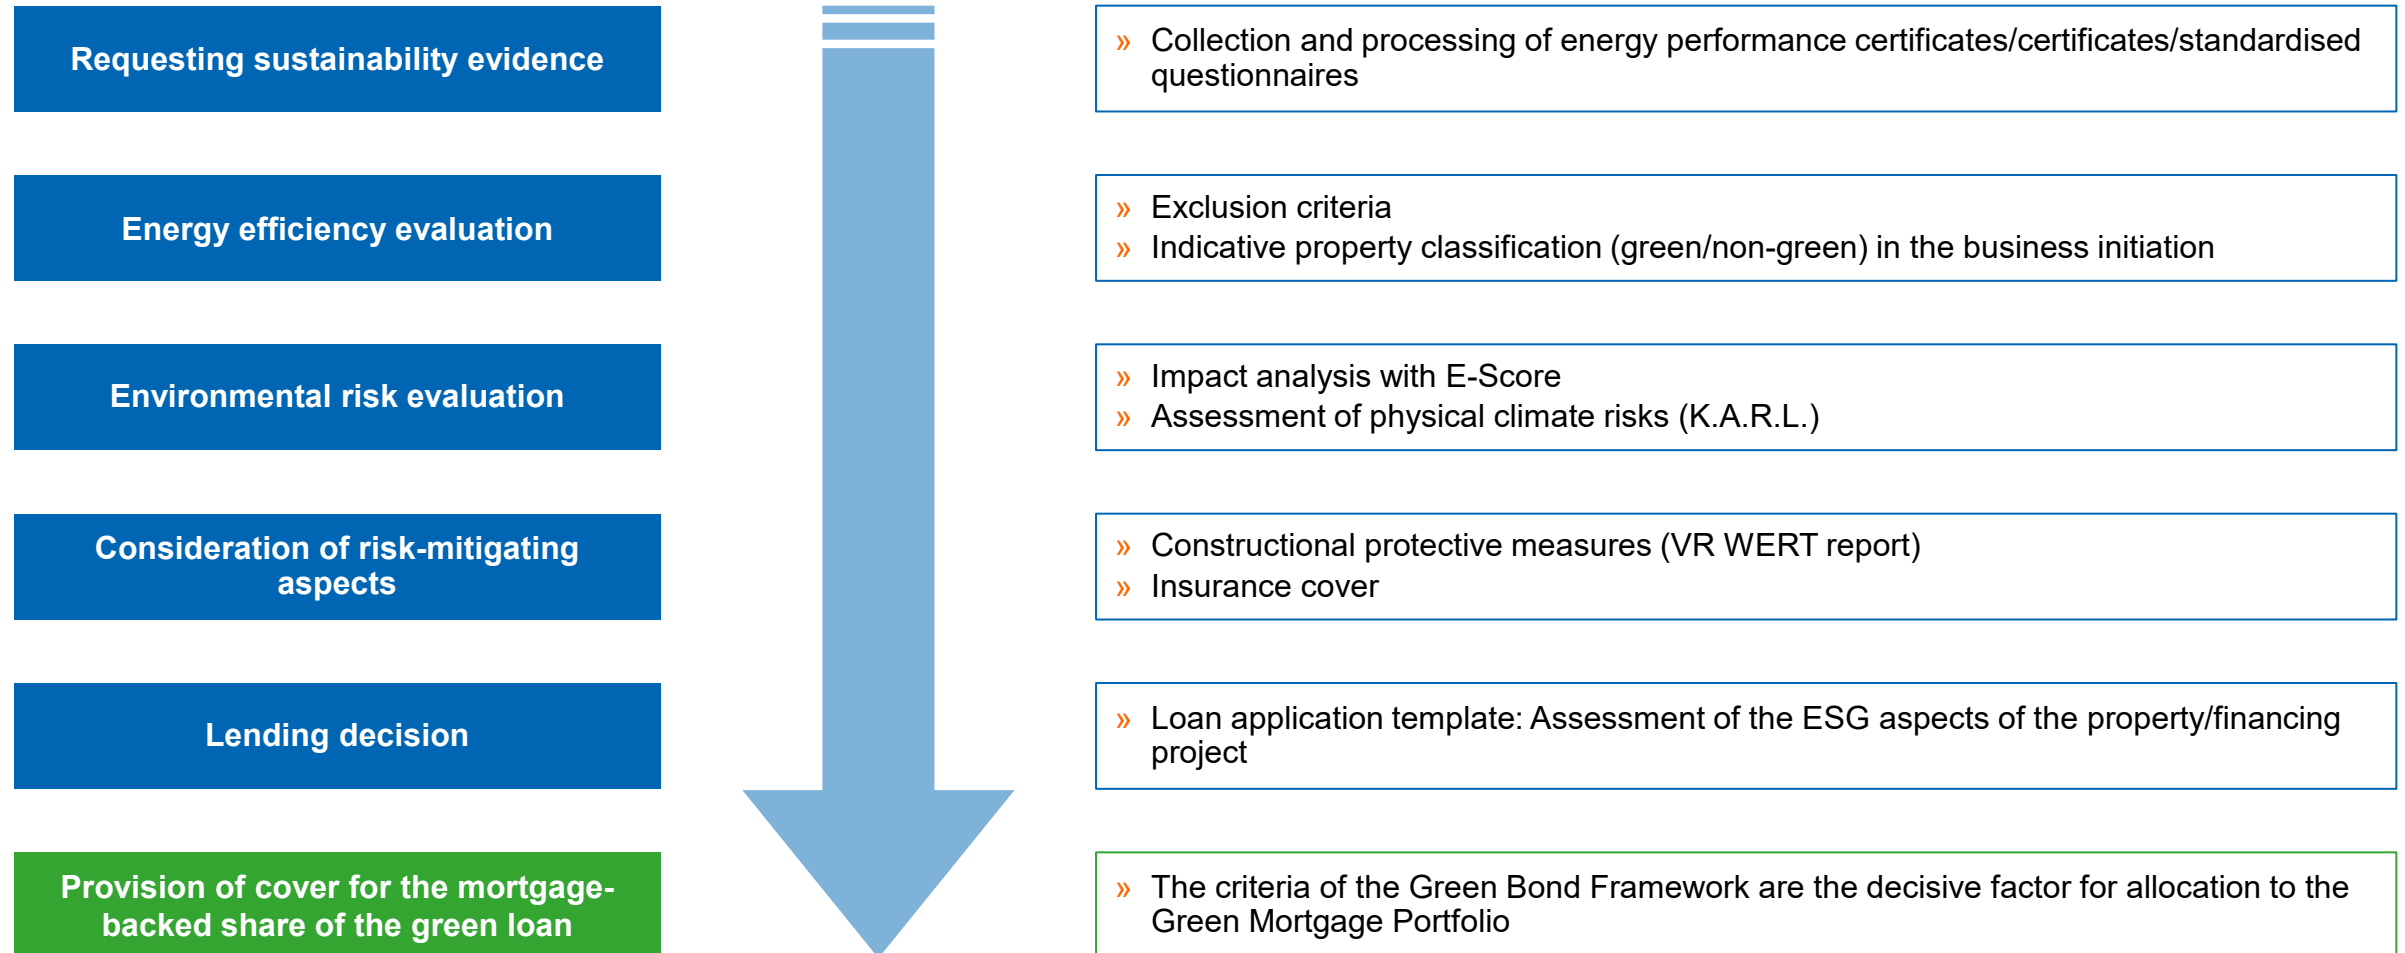 Requesting sustainability evidence
» Collection and processing of energy performance certificates/certificates/standardised
questionnaires
Energy efficiency evaluation
» Exclusion criteria
» Indicative property classification (green/non-green) in the business initiation
Environmental risk evaluation
» Impact analysis with E-Score
» Assessment of physical climate risks (K.A.R.L.)
Consideration of risk-mitigating
aspects
» Constructional protective measures (VR WERT report)
» Insurance cover
Lending decision
» Loan application template: Assessment of the ESG aspects of the property/financing
project
Provision of cover for the mortgage-
backed share of the green loan
» The criteria of the Green Bond Framework are the decisive factor for allocation to the
Green Mortgage Portfolio